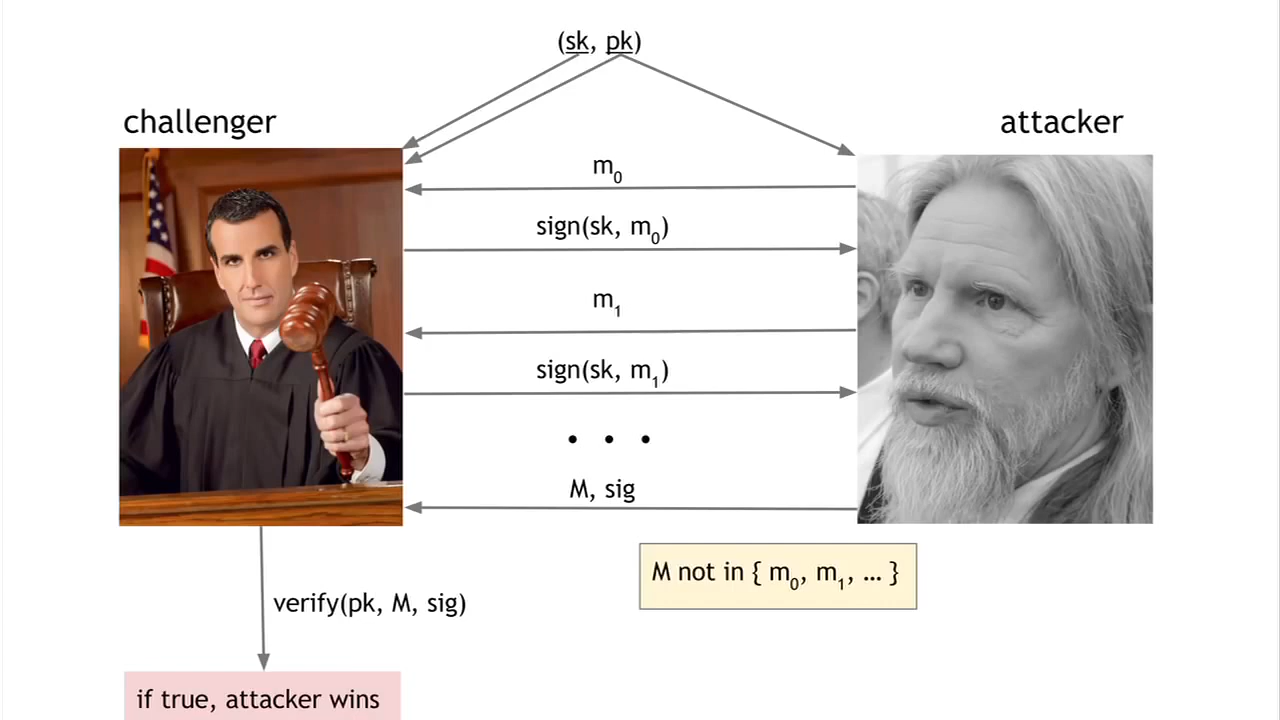 (sk, pk)
challenger
attacker
m₀
sign(sk, m₀)
m₁
sign(sk, m₁)
• • •
M, sig
M not in { m₀, m₁, ... }
verify(pk, M, sig)
if true, attacker wins